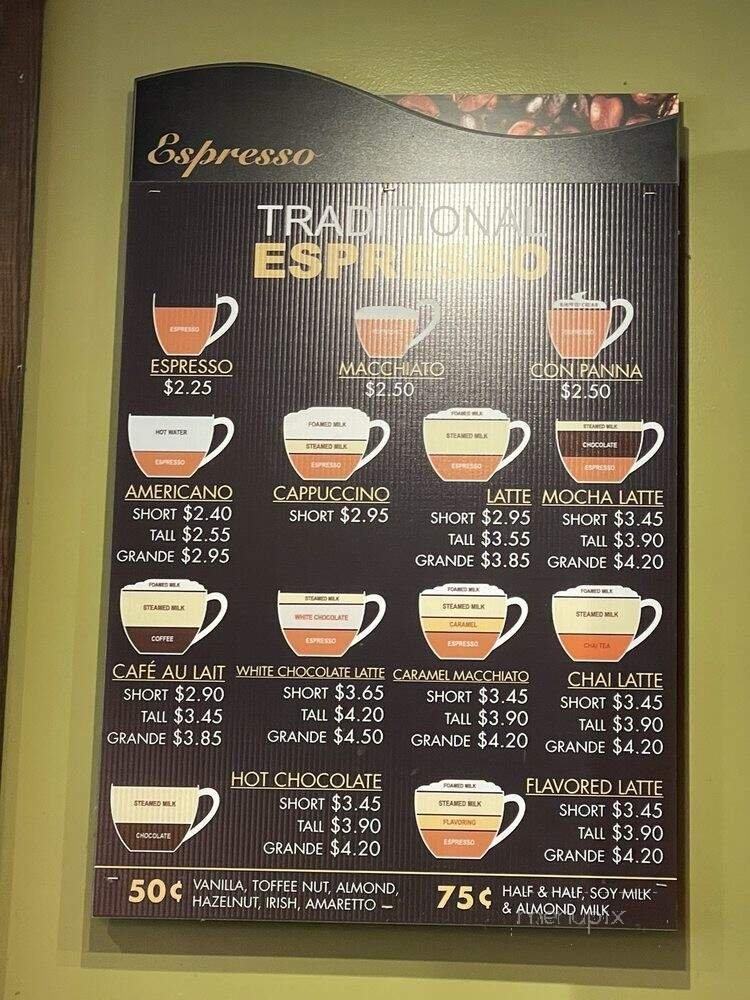 Espresso
TRADITIONAL
ESPRESSO
ESPRESSO
ESPRESSO
$2.25
MACCHIATO
$2.50
ESPRESSO
CON PANNA
$2.50
HOT WATER
ESPRESSO
AMERICANO
SHORT $2.40
TALL $2.55
GRANDE $2.95
FOAMED MILK
STEAMED MILK
ESPRESSO
CAPPUCCINO
SHORT $2.95
FOAMED MILK
STEAMED MILK
ESPRESSO
LATTE
SHORT $2.95
TALL $3.55
GRANDE $3.85
STEAMED MILK
CHOCOLATE
ESPRESSO
MOCHA LATTE
SHORT $3.45
TALL $3.90
GRANDE $4.20
FOAMED MILK
STEAMED MILK
COFFEE
CAFÉ AU LAIT
SHORT $2.90
TALL $3.45
GRANDE $3.85
STEAMED MILK
WHITE CHOCOLATE
ESPRESSO
WHITE CHOCOLATE LATTE
SHORT $3.65
TALL $4.20
GRANDE $4.50
FOAMED MILK
STEAMED MILK
CARAMEL
ESPRESSO
CARAMEL MACCHIATO
SHORT $3.45
TALL $3.90
GRANDE $4.20
FOAMED MILK
STEAMED MILK
CHAI TEA
CHAI LATTE
SHORT $3.45
TALL $3.90
GRANDE $4.20
STEAMED MILK
CHOCOLATE
HOT CHOCOLATE
SHORT $3.45
TALL $3.90
GRANDE $4.20
FOAMED MILK
STEAMED MILK
FLAVORING
ESPRESSO
FLAVORED LATTE
SHORT $3.45
TALL $3.90
GRANDE $4.20
50¢ VANILLA, TOFFEE NUT, ALMOND,
HAZELNUT, IRISH, AMARETTO
75¢ HALF & HALF, SOY MILK
& ALMOND MILK
menupix